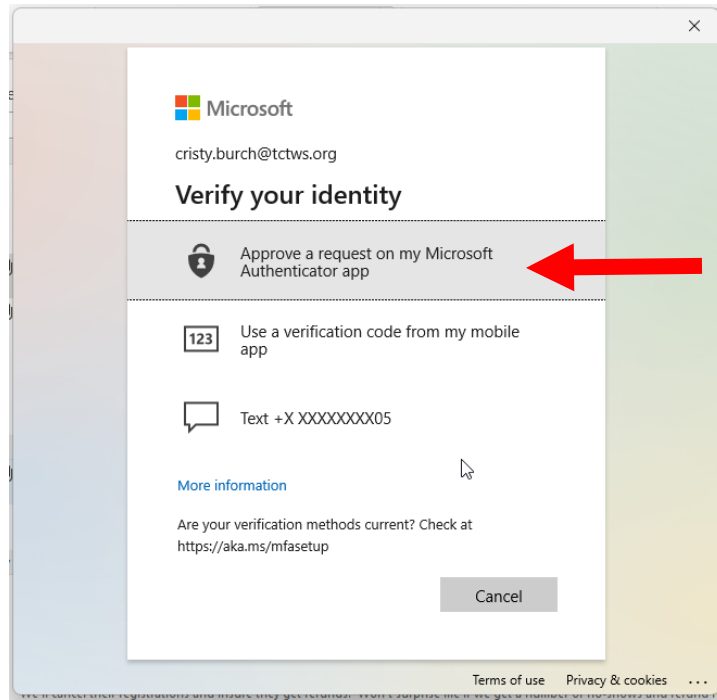 Microsoft
cristy.burch@tctws.org
Verify your identity
Approve a request on my Microsoft
Authenticator app
123
Use a verification code from my mobile
app
Text +X XXXXXXXX05
More information
Are your verification methods current? Check at
https://aka.ms/mfasetup
Cancel
Terms of use Privacy & cookies ...